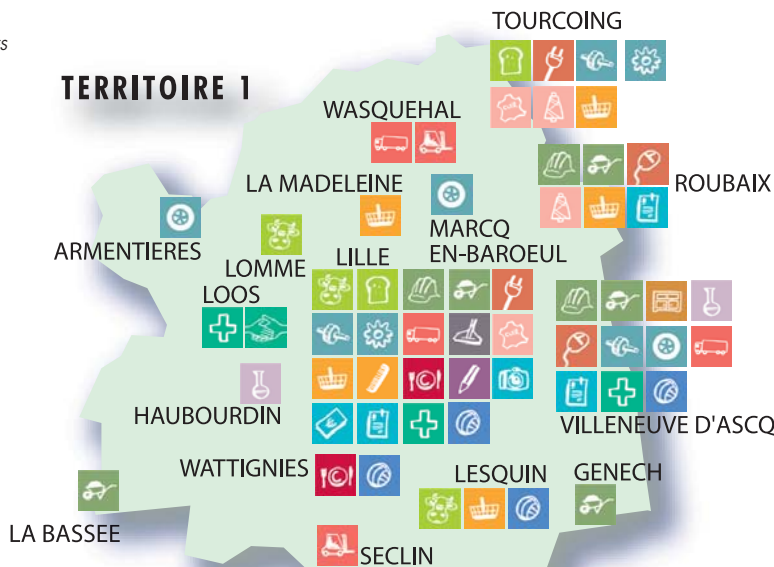 TOURCOING
TERRITOIRE 1
WASQUEHAL
LA MADELEINE
ROUBAIX
MARCQ
EN-BAROEUL
ARMENTIERES
LOMME
LILLE
LOOS
HAUBOURDIN
VILLENEUVE D'ASCQ
WATTIGNIES
LESQUIN
GENECH
LA BASSEE
SECLIN